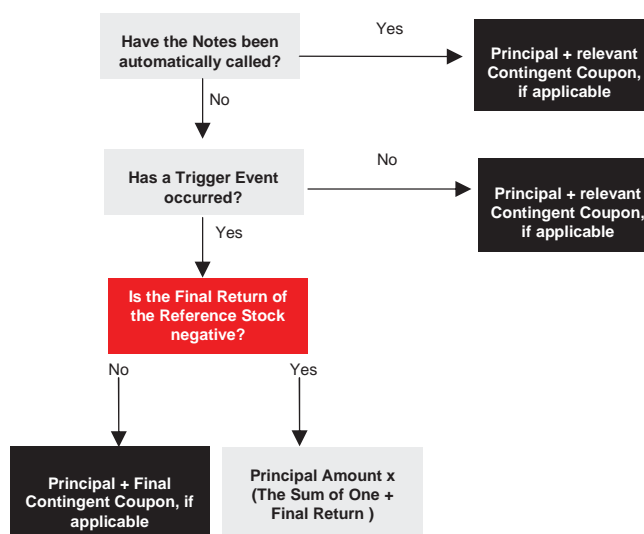 Have the Notes been
automatically called?
Yes
Principal + relevant
Contingent Coupon,
if applicable
No
Has a Trigger Event
occurred?
No
Principal + relevant
Contingent Coupon,
if applicable
Yes
Is the Final Return of
the Reference Stock
negative?
No
Yes
Principal + Final
Contingent Coupon, if
applicable
Principal Amount x
(The Sum of One +
Final Return )